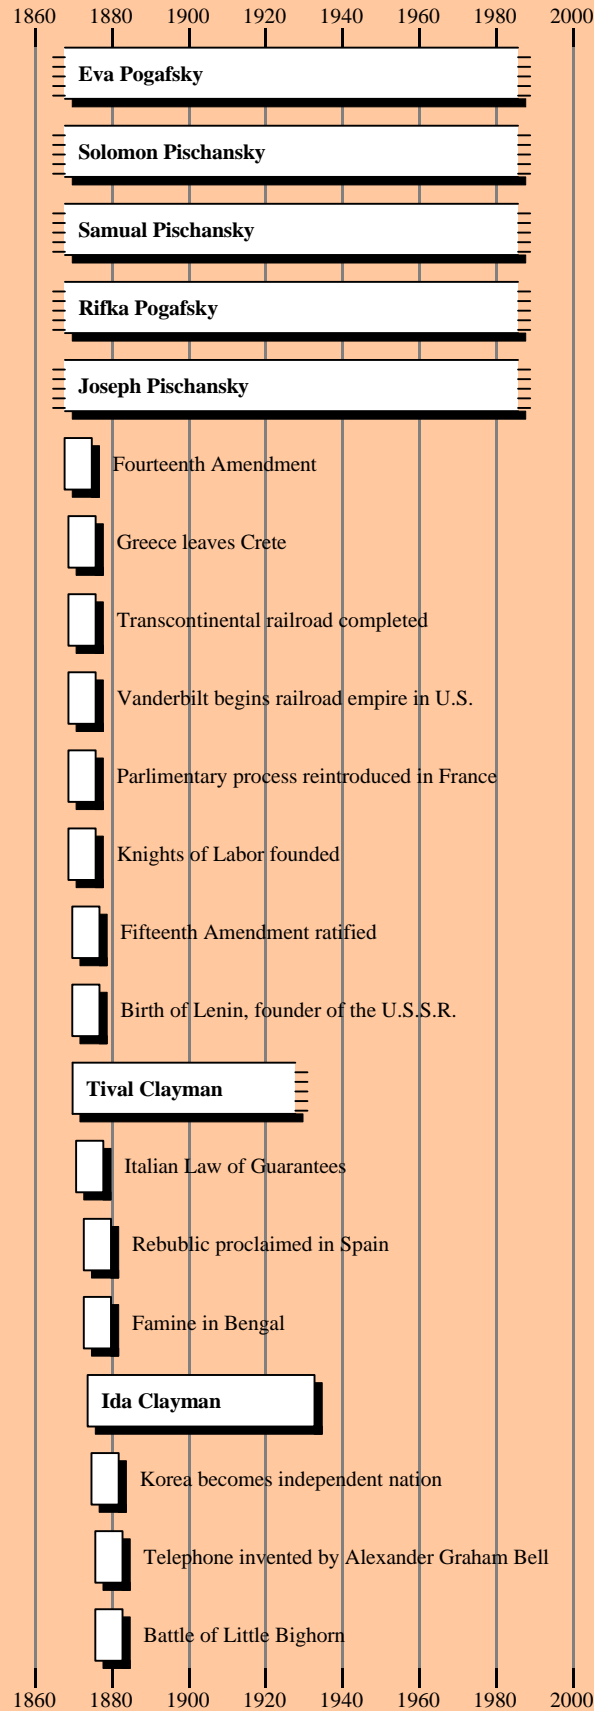 1860 1880 1900 1920 1940 1960 1980 2000
Eva Pogafsky
Solomon Pischansky
Samual Pischansky
Rifka Pogafsky
Joseph Pischansky
Fourteenth Amendment
Greece leaves Crete
Transcontinental railroad completed
Vanderbilt begins railroad empire in U.S.
Parlimentary process reintroduced in France
Knights of Labor founded
Fifteenth Amendment ratified
Birth of Lenin, founder of the U.S.S.R.
Tival Clayman
Italian Law of Guarantees
Rebublic proclaimed in Spain
Famine in Bengal
Ida Clayman
Korea becomes independent nation
Telephone invented by Alexander Graham Bell
Battle of Little Bighorn
1860 1880 1900 1920 1940 1960 1980 2000